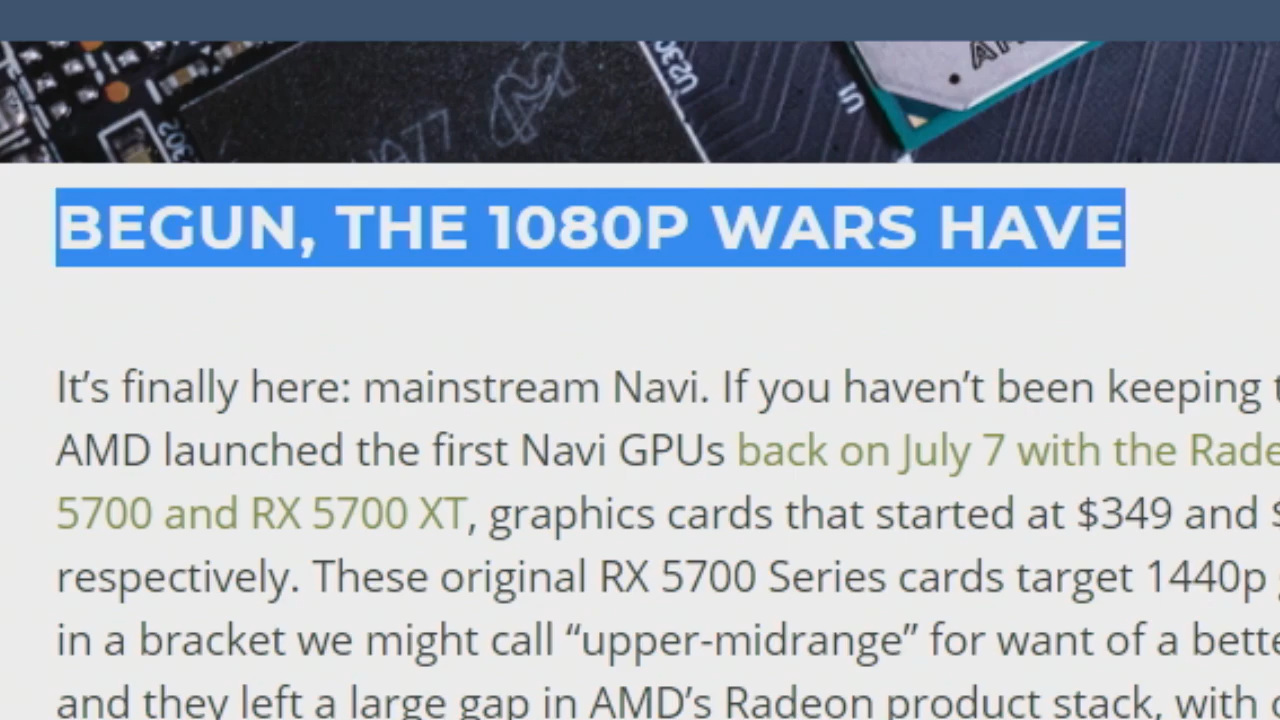 U1
BEGUN, THE 1080P WARS HAVE
It’s finally here: mainstream Navi. If you haven’t been keeping
AMD launched the first Navi GPUs back on July 7 with the Rade
5700 and RX 5700 XT, graphics cards that started at $349 and $
respectively. These original RX 5700 Series cards target 1440p
in a bracket we might call “upper-midrange” for want of a bette
and they left a large gap in AMD’s Radeon product stack, with